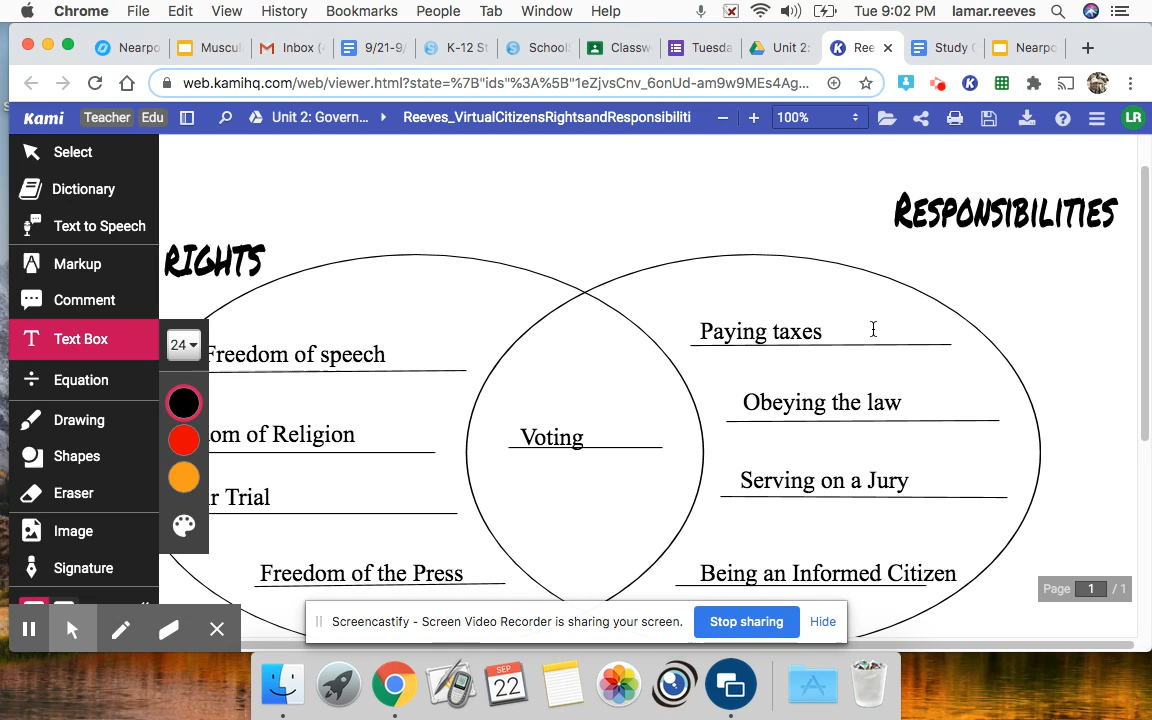 Chrome File Edit View History Bookmarks People Tab Window Help Tue 9:02 PM lamar.reeves
Nearpo Muscul Inbox (4 9/21-9/ K-12 St School Classw Tuesda Unit 2: Ree Study Nearpo
web.kamihq.com/web/viewer.html?state=%7B"ids"%3A%5B"1eZjvsCnv_6onUd-am9w9MEs4Ag...
Kami Teacher Edu Unit 2: Govern... Reeves_VirtualCitizensRightsandResponsibiliti 100% LR
Select
Dictionary
Text to Speech
Markup
Comment
Text Box
24
Equation
Drawing
Shapes
Eraser
Image
Signature
RESPONSIBILITIES
RIGHTS
Paying taxes
Freedom of speech
Obeying the law
om of Religion
Voting
Serving on a Jury
r Trial
Freedom of the Press
Being an Informed Citizen
Page 1 / 1
Screencastify - Screen Video Recorder is sharing your screen. Stop sharing Hide
SEP
22